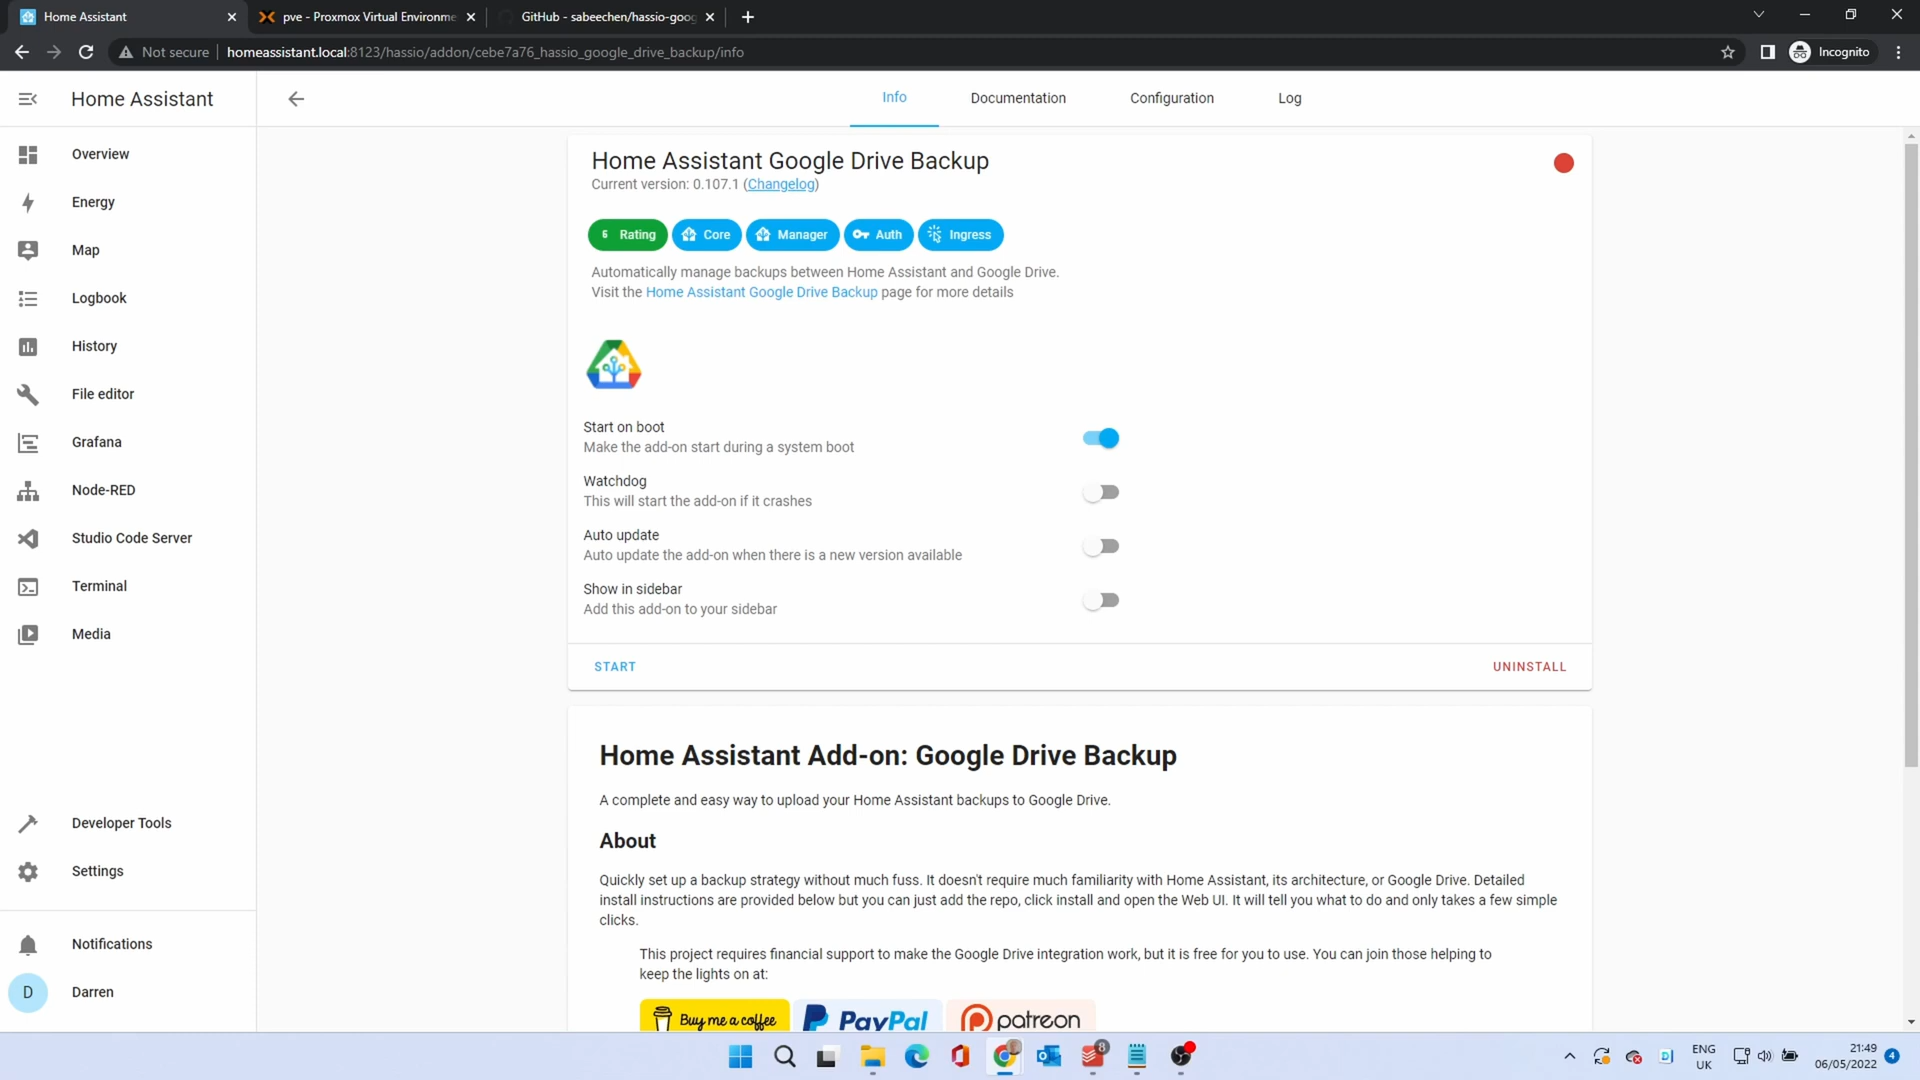 Home Assistant
pve - Proxmox Virtual Environme
GitHub - sabeechen/hassio-goog
Not secure
homeassistant.local:8123/hassio/addon/cebe7a76_hassio_google_drive_backup/info
Incognito
Home Assistant
Info
Documentation
Configuration
Log
Overview
Energy
Map
Logbook
History
File editor
Grafana
Node-RED
Studio Code Server
Terminal
Media
Developer Tools
Settings
Notifications
D
Darren
Home Assistant Google Drive Backup
Current version: 0.107.1 (Changelog)
Rating
Core
Manager
Auth
Ingress
Automatically manage backups between Home Assistant and Google Drive.
Visit the Home Assistant Google Drive Backup page for more details
Start on boot
Make the add-on start during a system boot
Watchdog
This will start the add-on if it crashes
Auto update
Auto update the add-on when there is a new version available
Show in sidebar
Add this add-on to your sidebar
START
UNINSTALL
Home Assistant Add-on: Google Drive Backup
A complete and easy way to upload your Home Assistant backups to Google Drive.
About
Quickly set up a backup strategy without much fuss. It doesn't require much familiarity with Home Assistant, its architecture, or Google Drive. Detailed
install instructions are provided below but you can just add the repo, click install and open the Web UI. It will tell you what to do and only takes a few simple
clicks.
This project requires financial support to make the Google Drive integration work, but it is free for you to use. You can join those helping to
keep the lights on at:
Buy me a coffee
PayPal
patreon
8
D
ENG
UK
21:49
06/05/2022
4